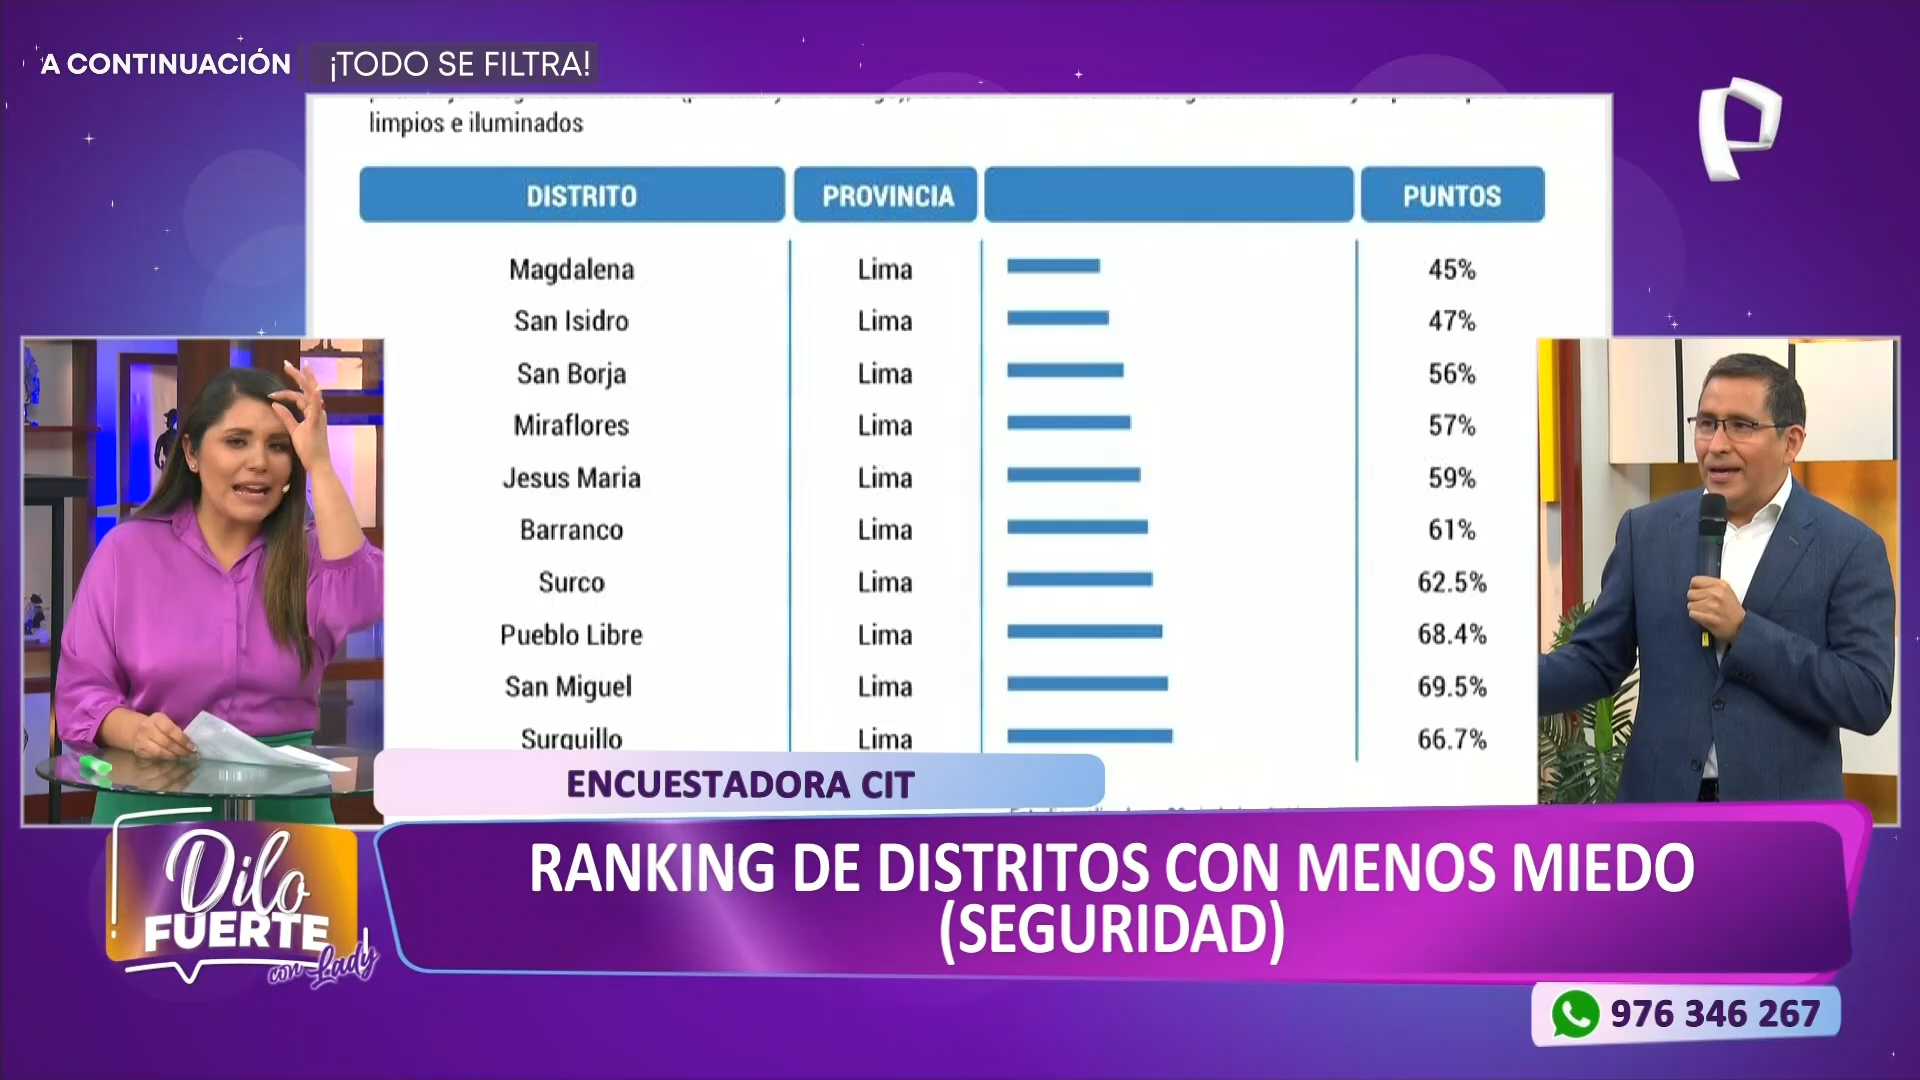 A CONTINUACIÓN ¡TODO SE FILTRA!
limpios e iluminados
DISTRITO PROVINCIA PUNTOS
Magdalena Lima 45%
San Isidro Lima 47%
San Borja Lima 56%
Miraflores Lima 57%
Jesus Maria Lima 59%
Barranco Lima 61%
Surco Lima 62.5%
Pueblo Libre Lima 68.4%
San Miguel Lima 69.5%
Surquillo Lima 66.7%
ENCUESTADORA CIT
RANKING DE DISTRITOS CON MENOS MIEDO
(SEGURIDAD)
Dilo
FUERTE
con Lady
976 346 267